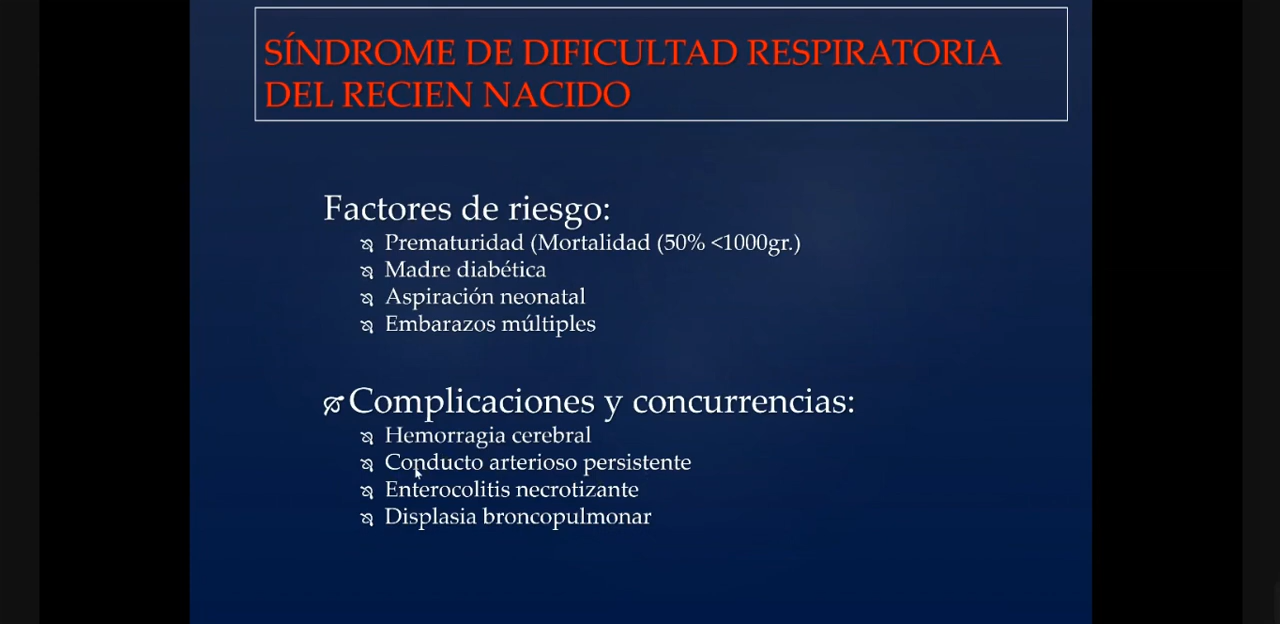 SÍNDROME DE DIFICULTAD RESPIRATORIA
DEL RECIEN NACIDO
Factores de riesgo:
Prematuridad (Mortalidad (50% <1000gr.)
Madre diabética
Aspiración neonatal
Embarazos múltiples
Complicaciones y concurrencias:
Hemorragia cerebral
Conducto arterioso persistente
Enterocolitis necrotizante
Displasia broncopulmonar